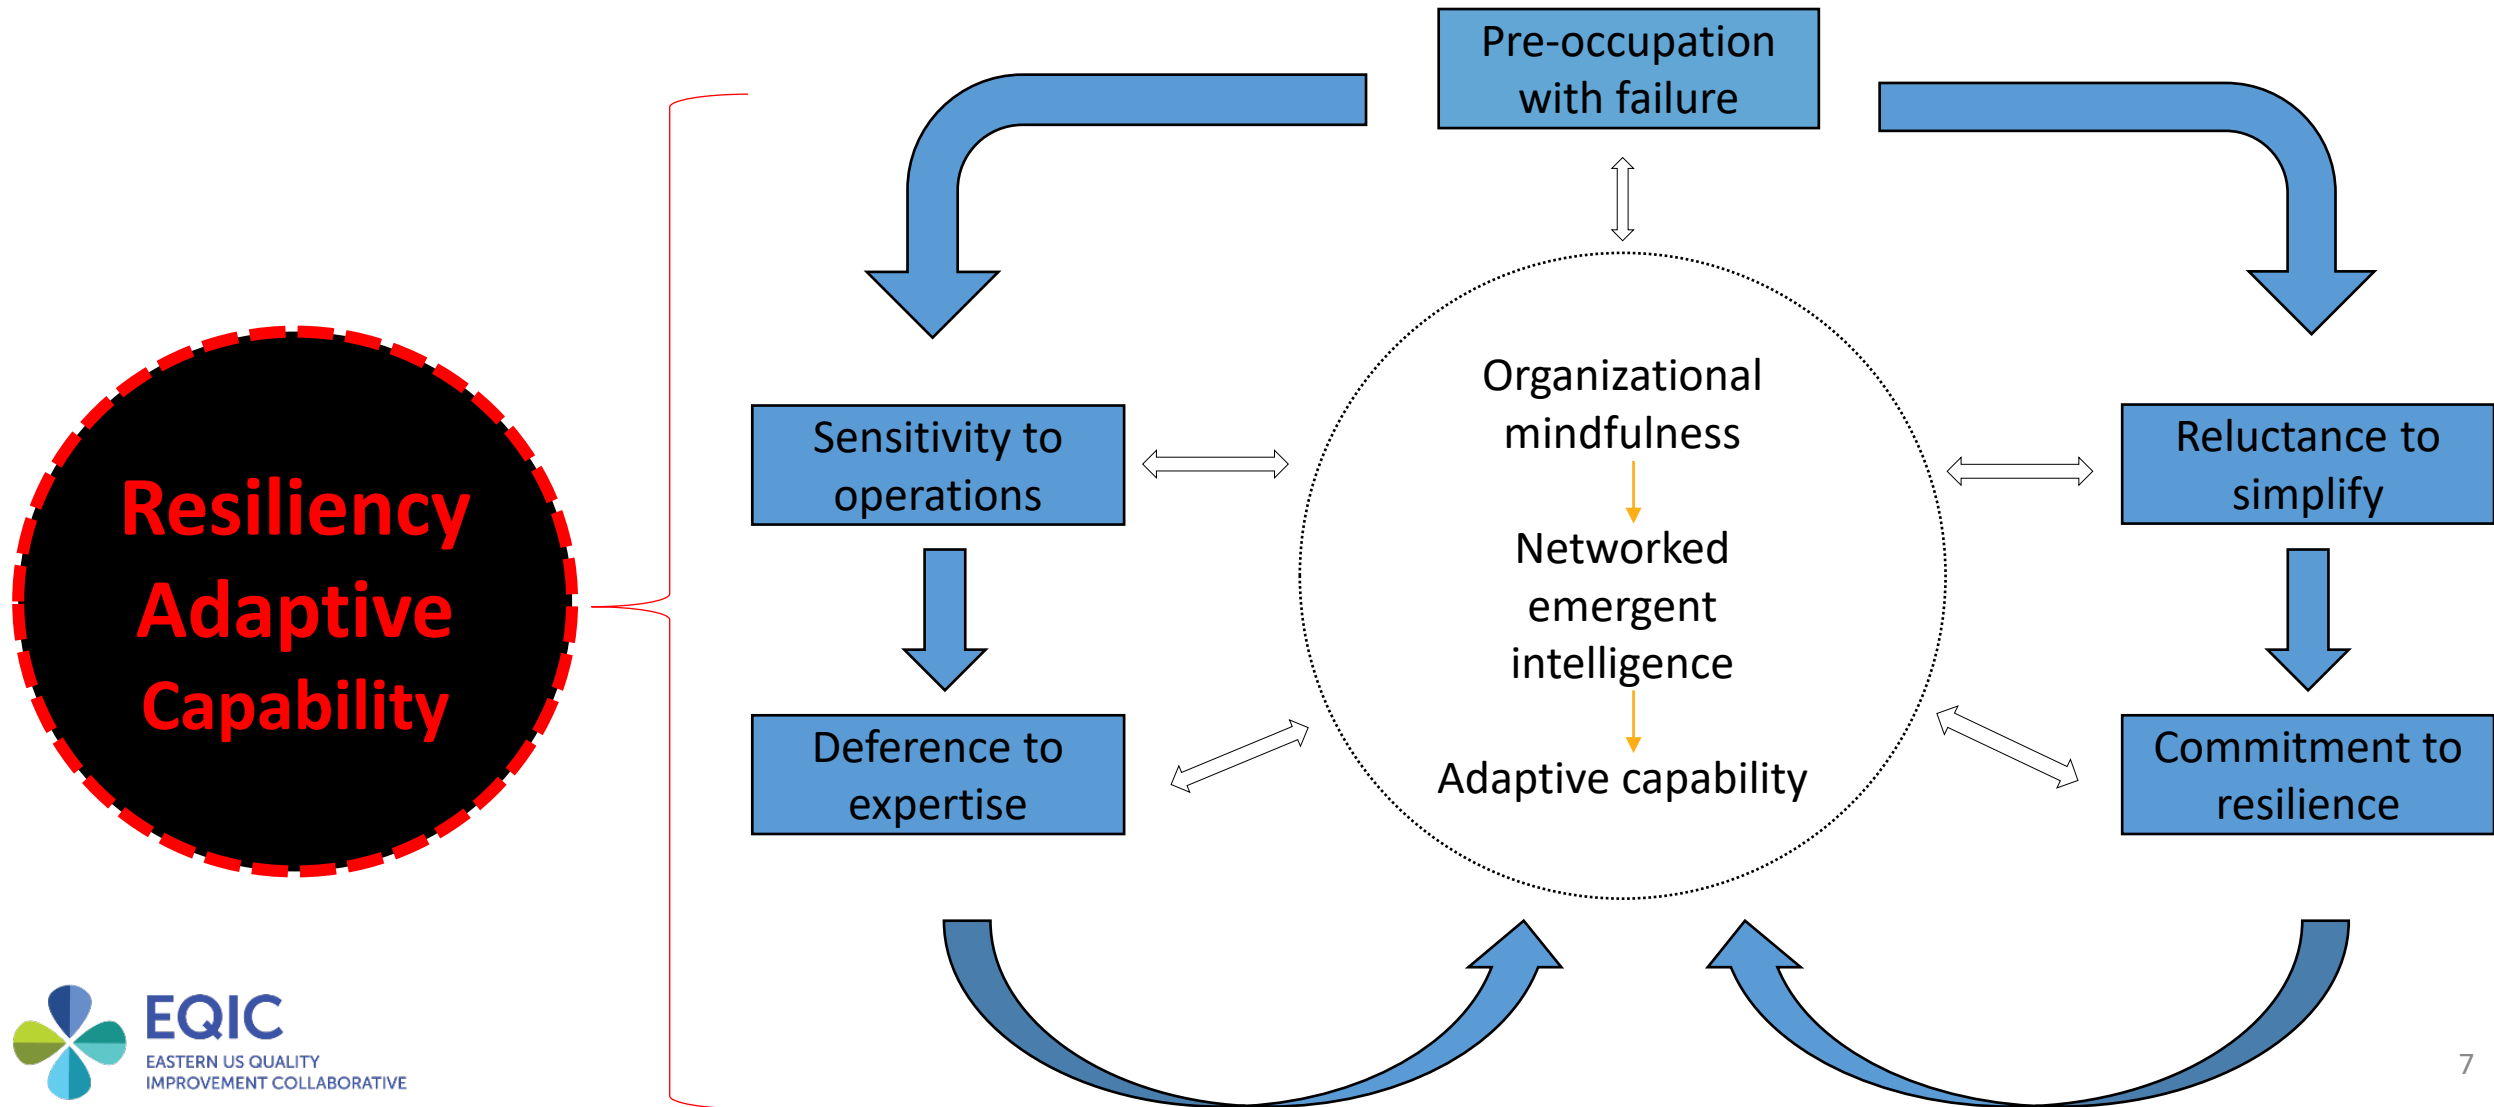 Resiliency
Adaptive
Capability
Pre-occupation
with failure
Sensitivity to
operations
Deference to
expertise
Organizational
mindfulness
Networked
emergent
intelligence
Adaptive capability
Reluctance to
simplify
Commitment to
resilience
EQIC
EASTERN US QUALITY
IMPROVEMENT COLLABORATIVE
7